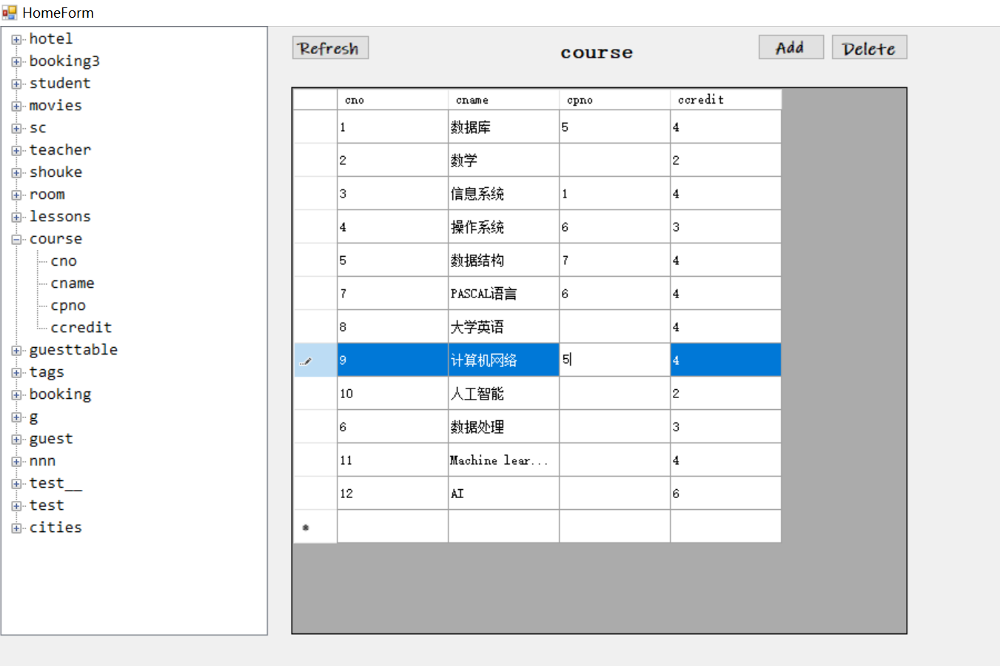 HomeForm
hotel
booking3
student
movies
sc
teacher
shouke
room
lessons
course
cno
cname
cpno
ccredit
guesttable
tags
booking
g
guest
nnn
test__
test
cities
Refresh course Add Delete
cno cname cpno ccredit
1 数据库 5 4
2 数学 2
3 信息系统 1 4
4 操作系统 6 3
5 数据结构 7 4
7 PASCAL语言 6 4
8 大学英语 4
9 计算机网络 5 4
10 人工智能 2
6 数据处理 3
11 Machine lear... 4
12 AI 6